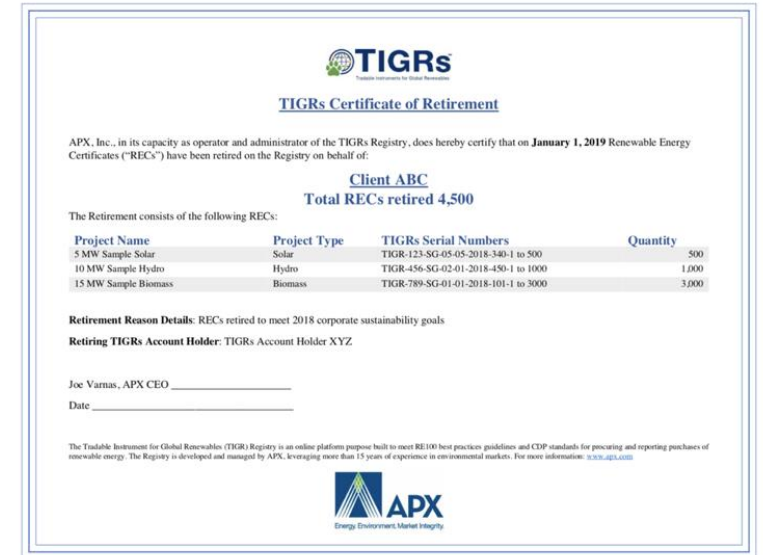 TIGRs
Tradable Instruments for Global Renewables
TIGRs Certificate of Retirement
APX, Inc., in its capacity as operator and administrator of the TIGRs Registry, does hereby certify that on January 1, 2019 Renewable Energy
Certificates (“RECs”) have been retired on the Registry on behalf of:
Client ABC
Total RECs retired 4,500
The Retirement consists of the following RECs:
Project Name Project Type TIGRs Serial Numbers Quantity
5 MW Sample Solar Solar TIGR-123-SG-05-05-2018-340-1 to 500 500
10 MW Sample Hydro Hydro TIGR-456-SG-02-01-2018-450-1 to 1000 1,000
15 MW Sample Biomass Biomass TIGR-789-SG-01-01-2018-101-1 to 3000 3,000
Retirement Reason Details: RECs retired to meet 2018 corporate sustainability goals
Retiring TIGRs Account Holder: TIGRs Account Holder XYZ
Joe Varnas, APX CEO
Date
The Tradable Instrument for Global Renewables (TIGR) Registry is an online platform purpose built to meet RE100 best practices guidelines and CDP standards for procuring and reporting purchases of
renewable energy. The Registry is developed and managed by APX, leveraging more than 15 years of experience in environmental markets. For more information: www.apx.com
APX
Energy. Environment. Market Integrity.